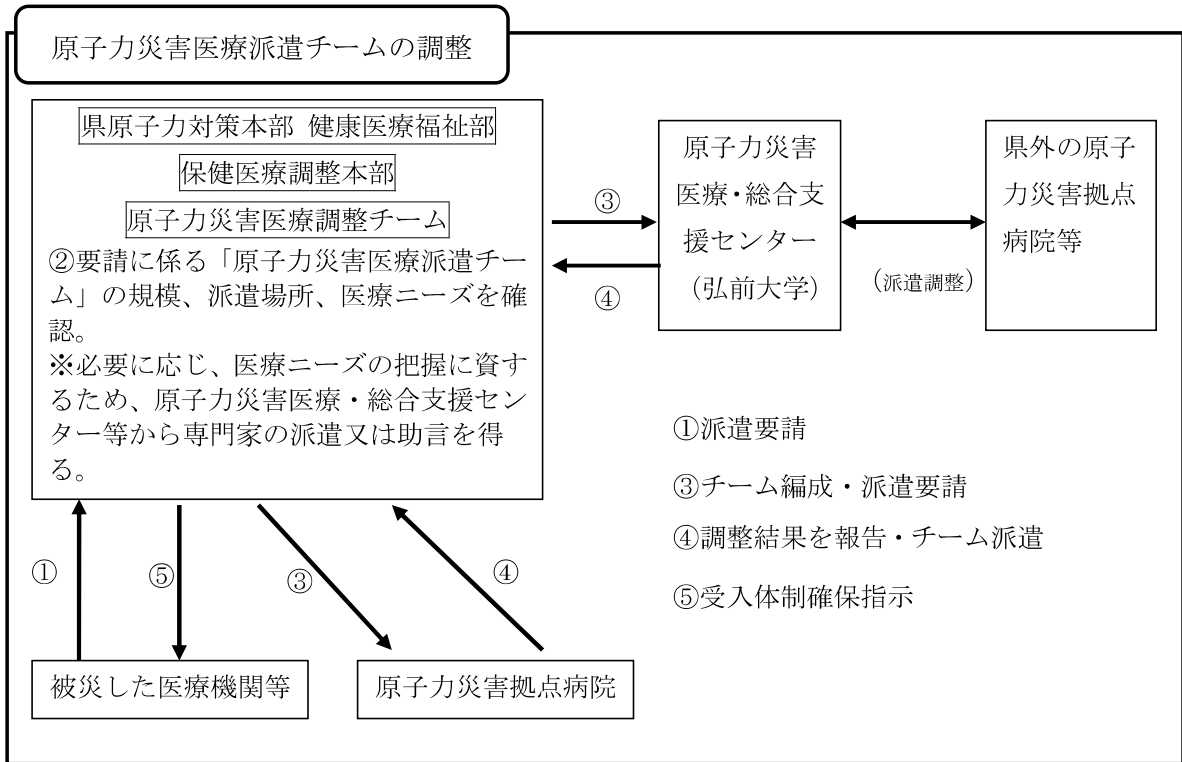 原子力災害医療派遣チームの調整
県原子力対策本部 健康医療福祉部
保健医療調整本部
原子力災害医療調整チーム
②要請に係る「原子力災害医療派遣チー
ム」の規模、派遣場所、医療ニーズを確
認。
※必要に応じ、医療ニーズの把握に資す
るため、原子力災害医療・総合支援セン
ター等から専門家の派遣又は助言を得
る。
③
④
原子力災害
医療・総合支
援センター
（弘前大学）
（派遣調整）
県外の原子
力災害拠点
病院等
①派遣要請
③チーム編成・派遣要請
④調整結果を報告・チーム派遣
⑤受入体制確保指示
①
⑤
③
④
被災した医療機関等
原子力災害拠点病院